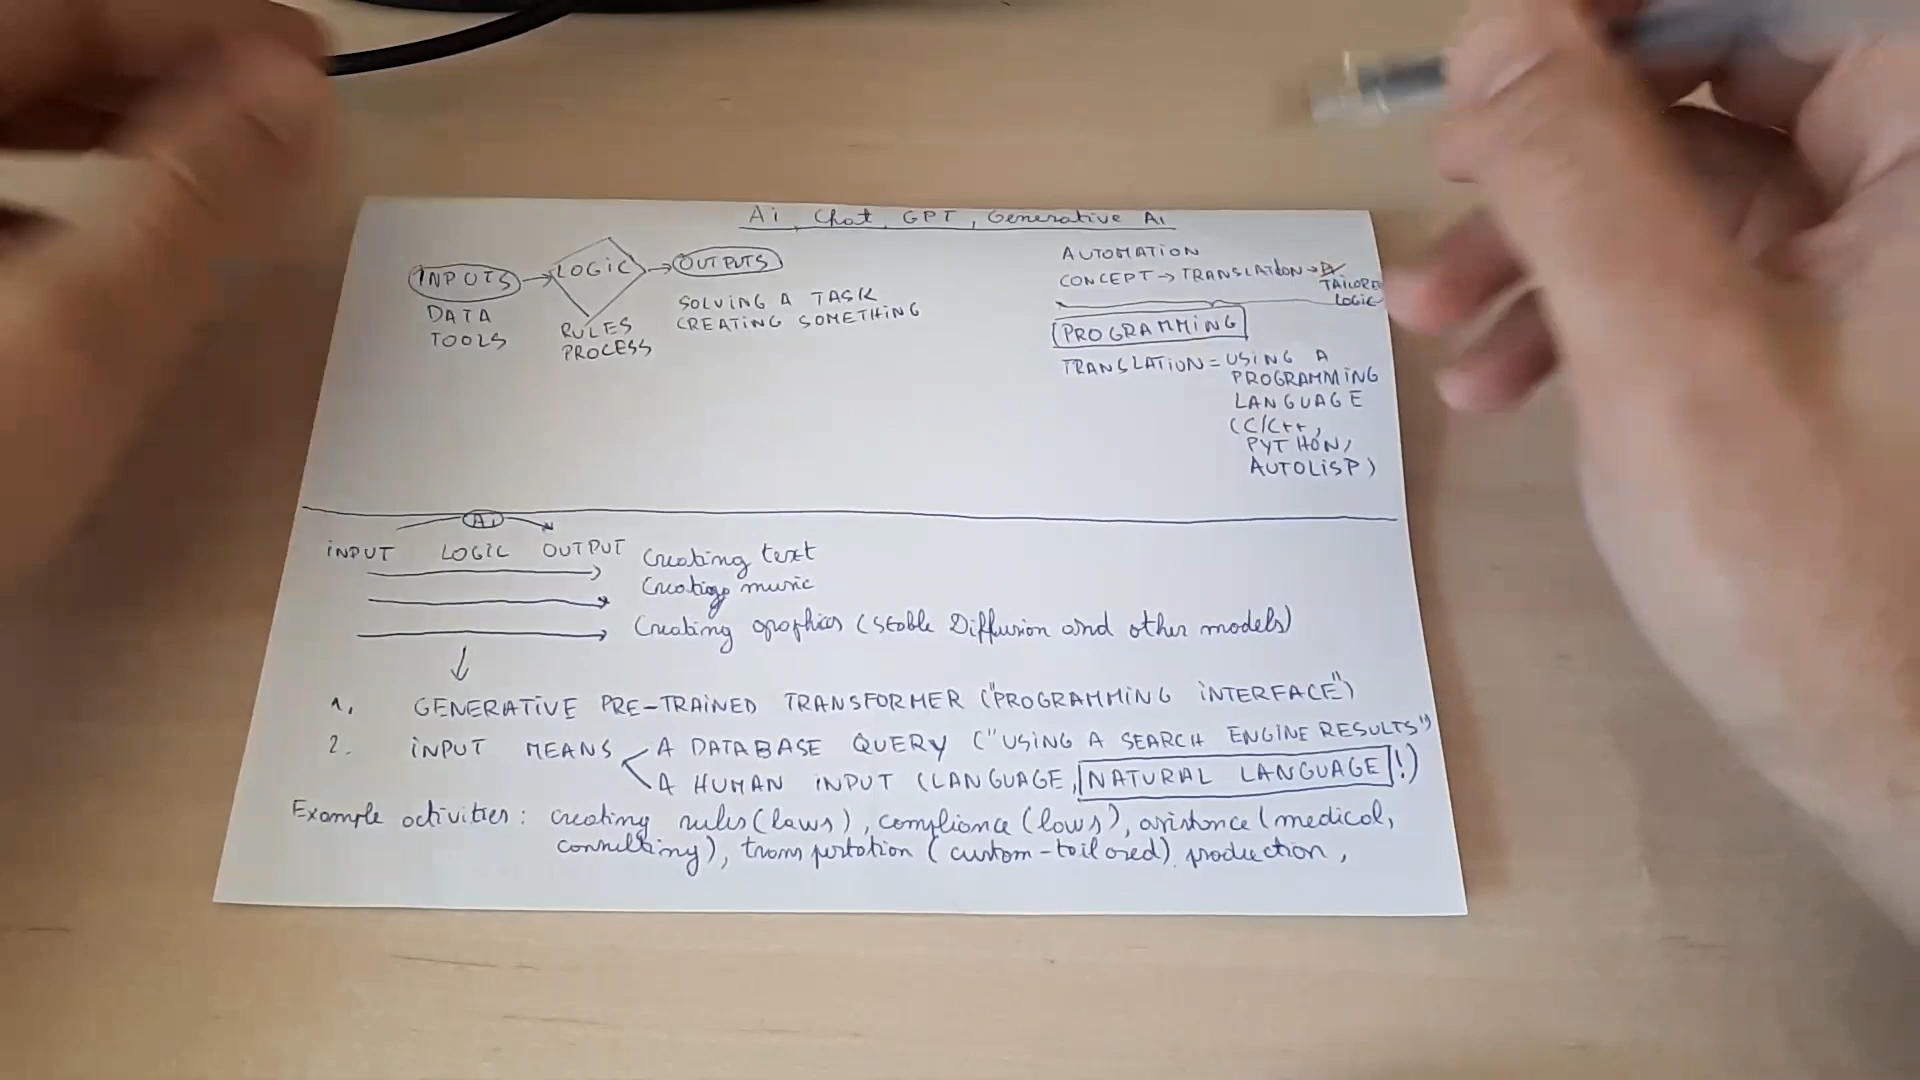 Ai, Chat GPT, Generative Ai
INPUTS → LOGIC → OUTPUTS
DATA
TOOLS
RULES
PROCESS
SOLVING A TASK
CREATING SOMETHING
AUTOMATION
CONCEPT → TRANSLATION →
TAILORED
LOGIC
PROGRAMMING
TRANSLATION = USING A
PROGRAMMING
LANGUAGE
(C/C++,
PYTHON,
AUTOLISP)
Ai
INPUT LOGIC OUTPUT
Creating text
Creating music
Creating graphics (Stable Diffusion and other models)
1. GENERATIVE PRE-TRAINED TRANSFORMER ("PROGRAMMING INTERFACE")
2. INPUT MEANS A DATABASE QUERY ("USING A SEARCH ENGINE RESULTS")
A HUMAN INPUT (LANGUAGE, NATURAL LANGUAGE!)
Example activities: creating rules (laws), compliance (laws), asistance (medical,
consulting), transportation (custom-tailored) production,